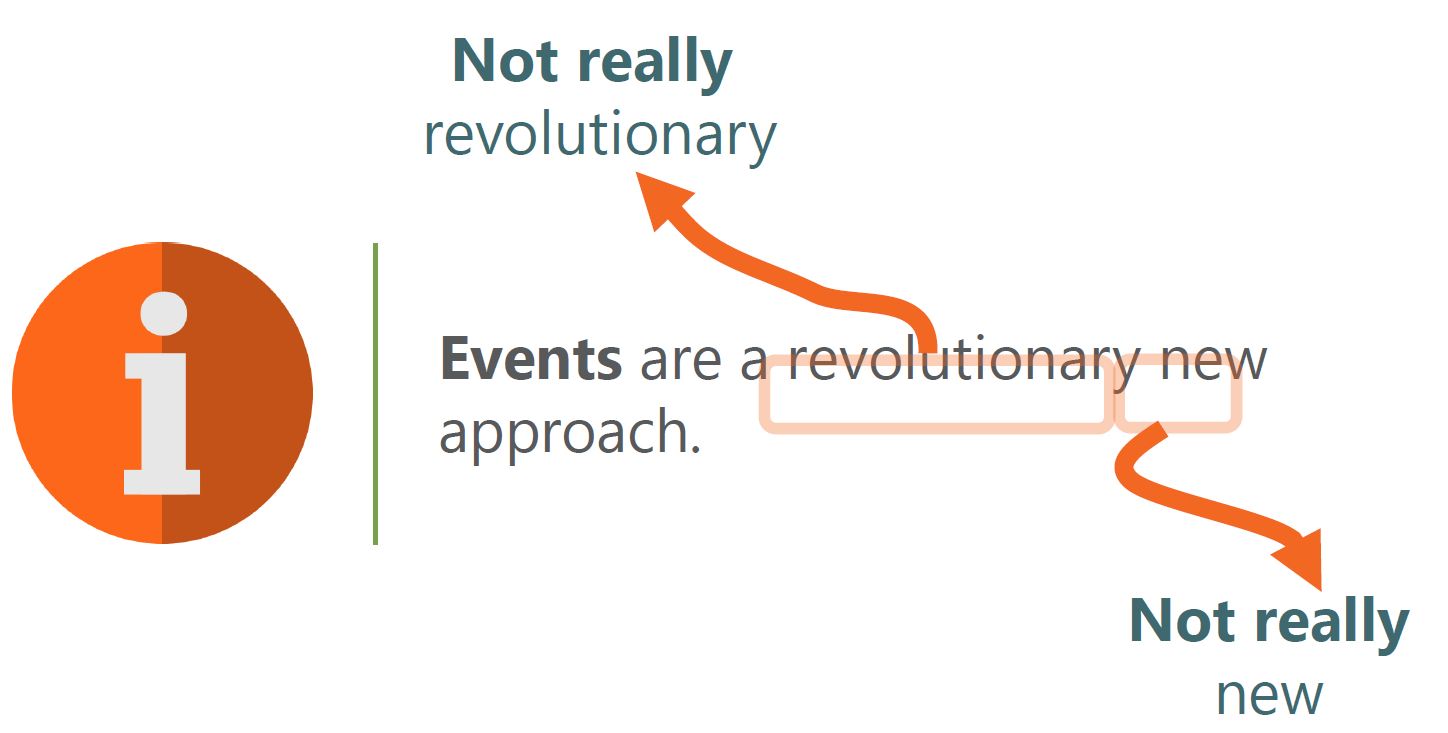 Not really
revolutionary
Events are a revolutionary new
approach.
Not really
new